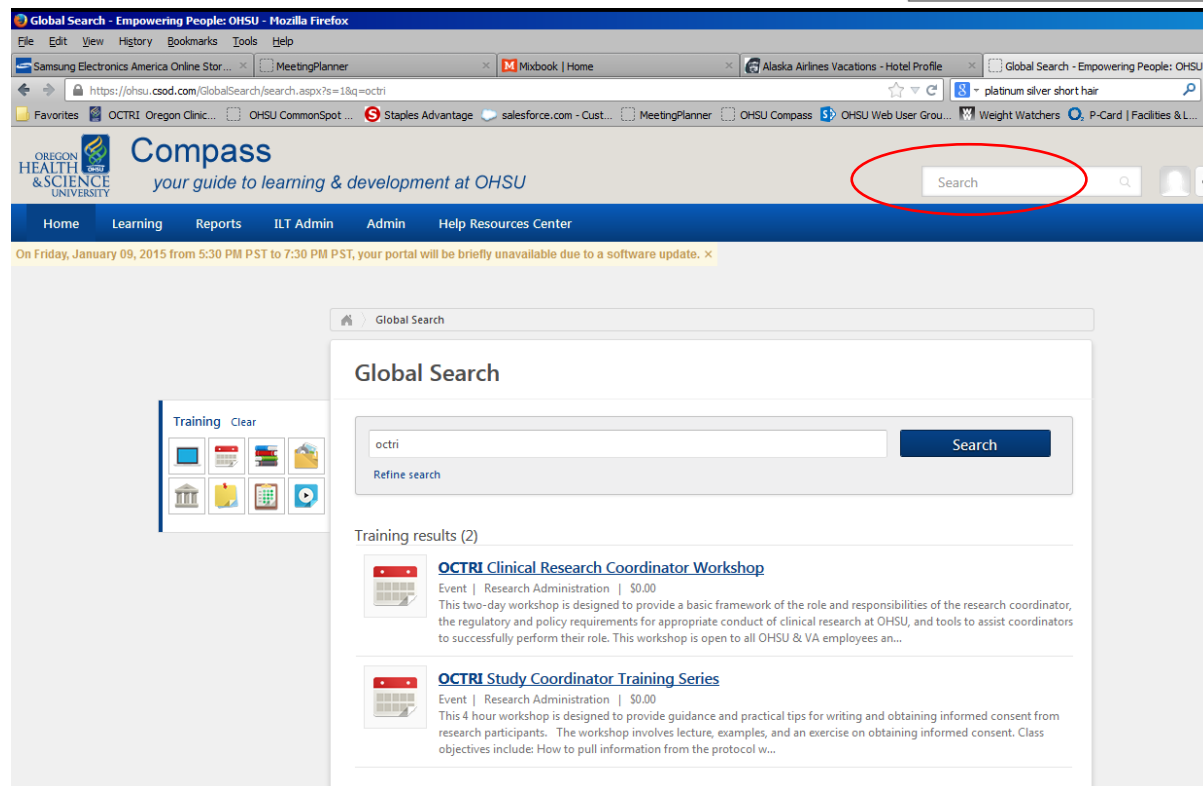 Global Search - Empowering People: OHSU - Mozilla Firefox
File Edit View History Bookmarks Tools Help
Samsung Electronics America Online Stor... MeetingPlanner Mixbook | Home Alaska Airlines Vacations - Hotel Profile Global Search - Empowering People: OHSU
https://ohsu.csod.com/GlobalSearch/search.aspx?s=1&q=octri platinum silver short hair
Favorites OCTRI Oregon Clinic... OHSU CommonSpot ... Staples Advantage salesforce.com - Cust... MeetingPlanner OHSU Compass OHSU Web User Grou... Weight Watchers P-Card | Facilities & L...
OREGON
HEALTH
&SCIENCE
UNIVERSITY
OHSU
Compass
your guide to learning & development at OHSU
Search
Home Learning Reports ILT Admin Admin Help Resources Center
On Friday, January 09, 2015 from 5:30 PM PST to 7:30 PM PST, your portal will be briefly unavailable due to a software update. ×
Global Search
Global Search
Training Clear
octri Search
Refine search
Training results (2)
OCTRI Clinical Research Coordinator Workshop
Event | Research Administration | $0.00
This two-day workshop is designed to provide a basic framework of the role and responsibilities of the research coordinator,
the regulatory and policy requirements for appropriate conduct of clinical research at OHSU, and tools to assist coordinators
to successfully perform their role. This workshop is open to all OHSU & VA employees an...
OCTRI Study Coordinator Training Series
Event | Research Administration | $0.00
This 4 hour workshop is designed to provide guidance and practical tips for writing and obtaining informed consent from
research participants. The workshop involves lecture, examples, and an exercise on obtaining informed consent. Class
objectives include: How to pull information from the protocol w...